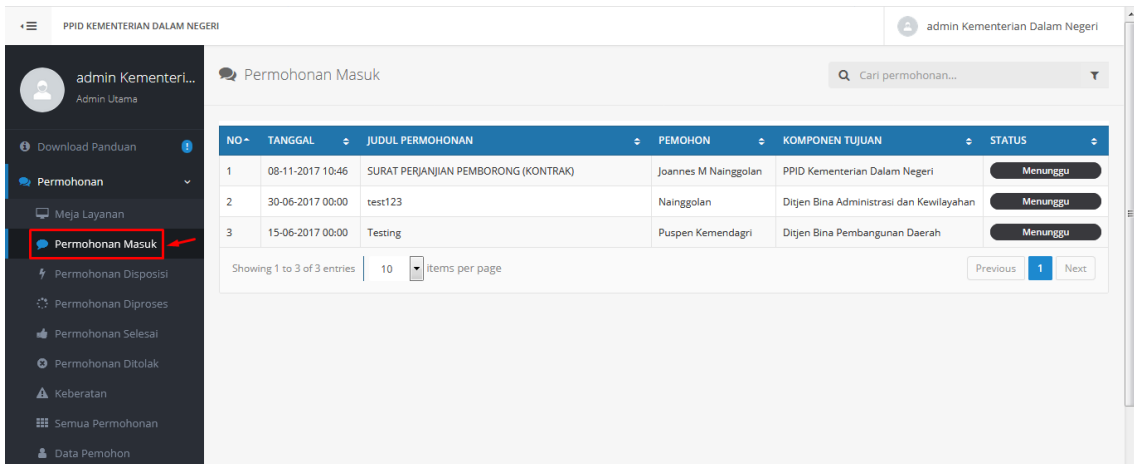 PPID KEMENTERIAN DALAM NEGERI
admin Kementerian Dalam Negeri
admin Kementeri...
Admin Utama
Download Panduan
Permohonan
Meja Layanan
Permohonan Masuk
Permohonan Disposisi
Permohonan Diproses
Permohonan Selesai
Permohonan Ditolak
Keberatan
Semua Permohonan
Data Pemohon
Permohonan Masuk
Cari permohonan...
NO TANGGAL JUDUL PERMOHONAN PEMOHON KOMPONEN TUJUAN STATUS
1 08-11-2017 10:46 SURAT PERJANJIAN PEMBORONG (KONTRAK) Joannes M Nainggolan PPID Kementerian Dalam Negeri Menunggu
2 30-06-2017 00:00 test123 Nainggolan Ditjen Bina Administrasi dan Kewilayahan Menunggu
3 15-06-2017 00:00 Testing Puspen Kemendagri Ditjen Bina Pembangunan Daerah Menunggu
Showing 1 to 3 of 3 entries 10 items per page Previous 1 Next